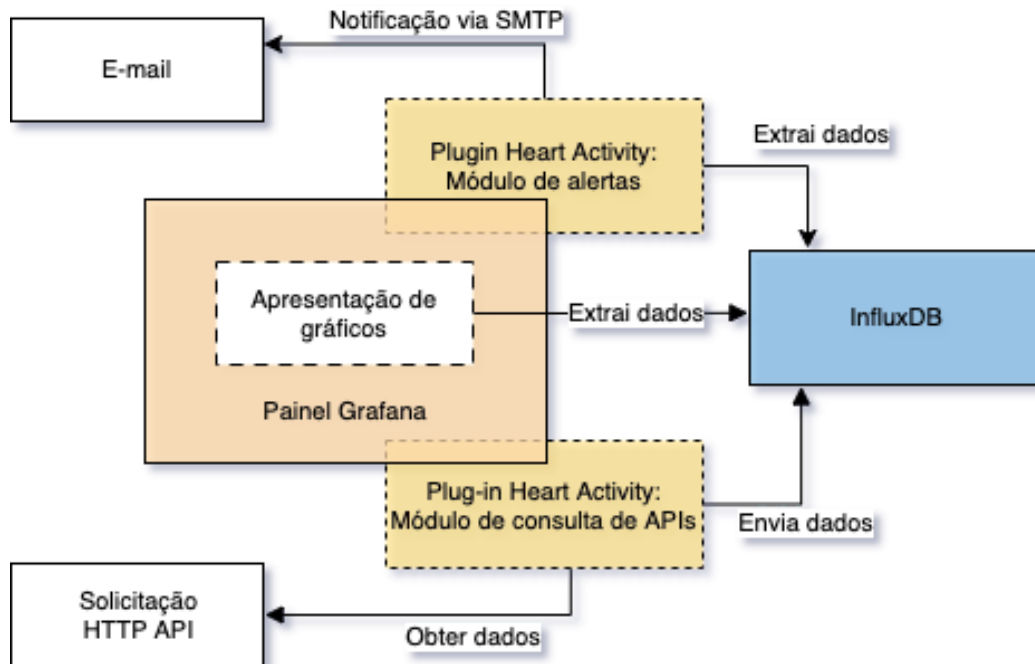 Notificação via SMTP
E-mail
Plugin Heart Activity:
Módulo de alertas
Extrai dados
Apresentação de
gráficos
Extrai dados
InfluxDB
Painel Grafana
Plug-in Heart Activity:
Módulo de consulta de APIs
Envia dados
Solicitação
HTTP API
Obter dados